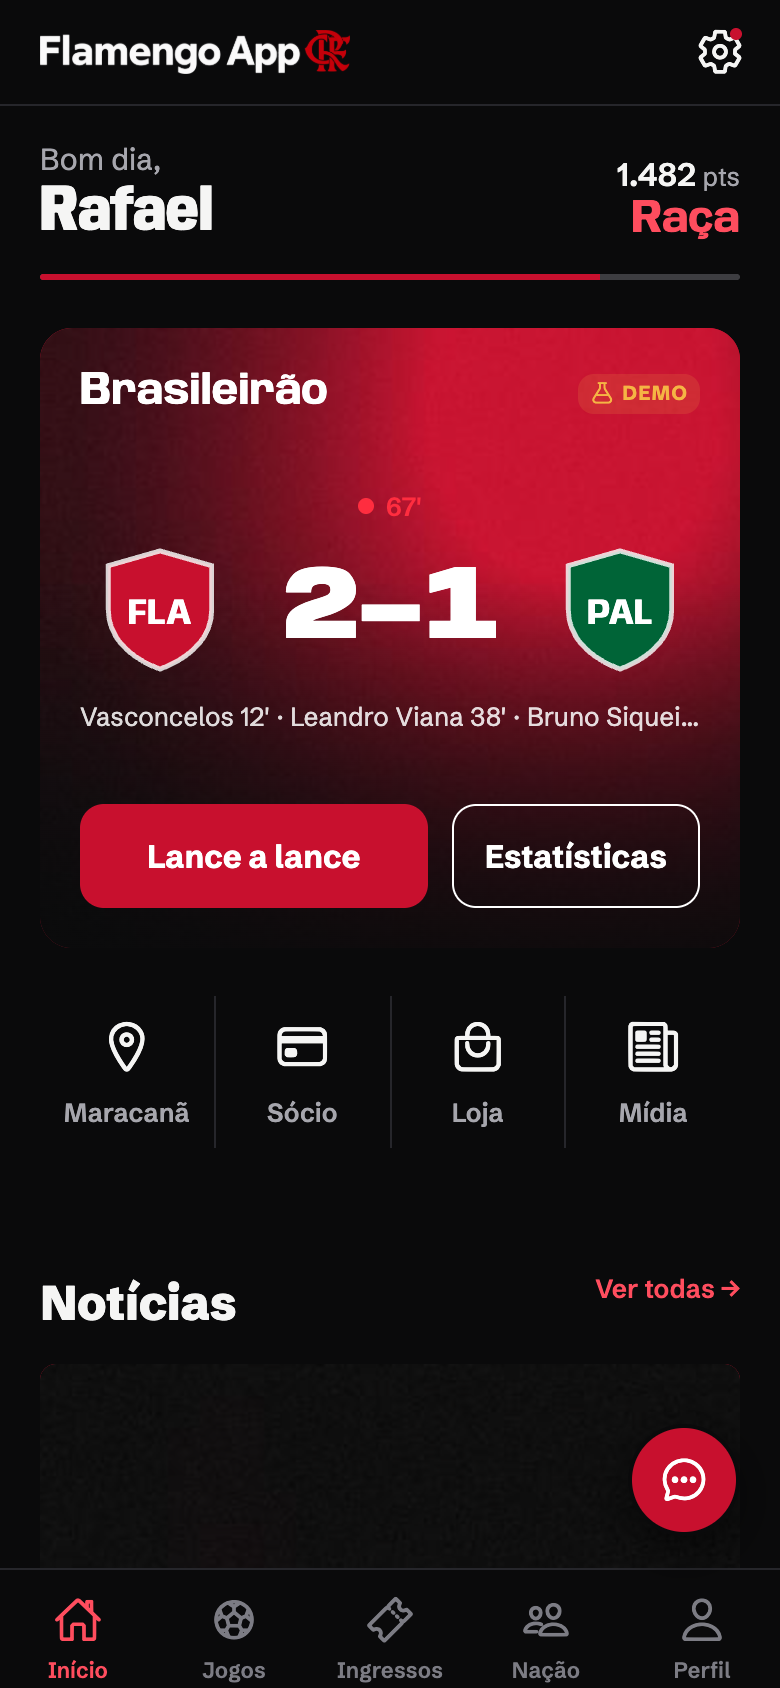 Flamengo App
Bom dia,
Rafael
1.482 pts
Raça
Brasileirão
DEMO
67'
FLA
2–1
PAL
Vasconcelos 12' · Leandro Viana 38' · Bruno Siquei...
Lance a lance
Estatísticas
Maracanã
Sócio
Loja
Mídia
Notícias
Ver todas →
Início
Jogos
Ingressos
Nação
Perfil